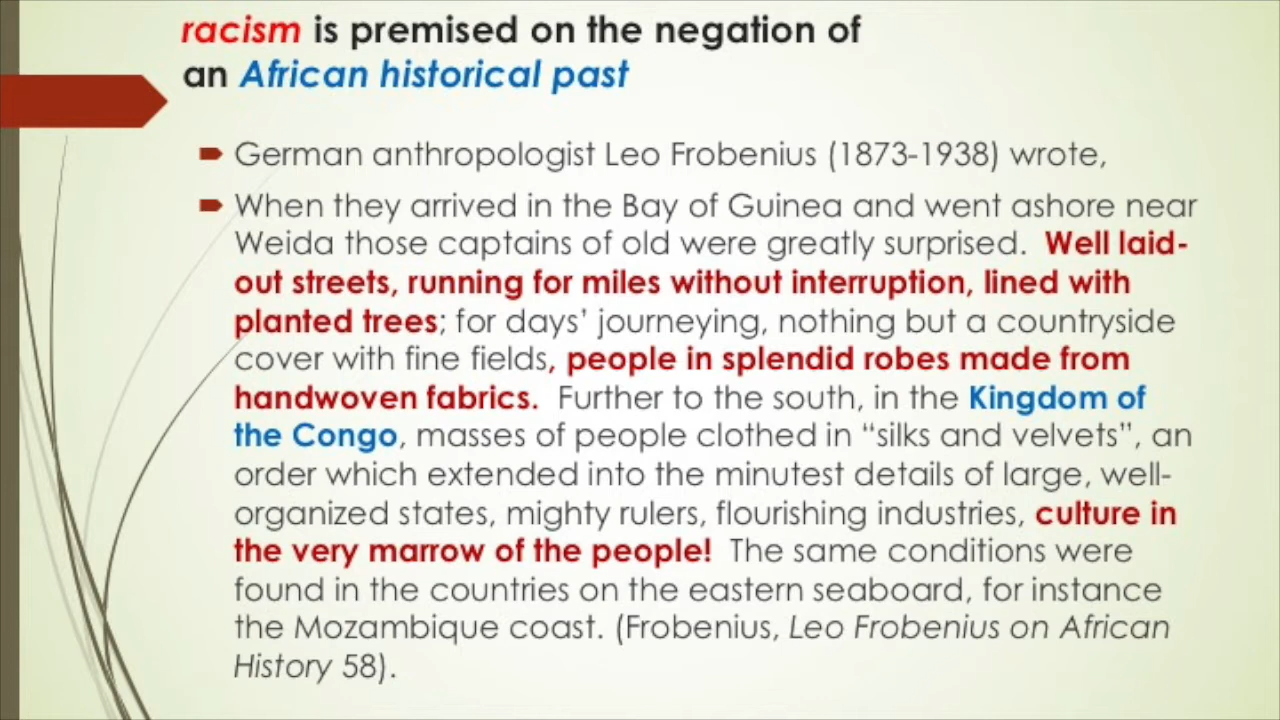 racism is premised on the negation of
an African historical past
German anthropologist Leo Frobenius (1873-1938) wrote,
When they arrived in the Bay of Guinea and went ashore near
Weida those captains of old were greatly surprised. Well laid-
out streets, running for miles without interruption, lined with
planted trees; for days’ journeying, nothing but a countryside
cover with fine fields, people in splendid robes made from
handwoven fabrics. Further to the south, in the Kingdom of
the Congo, masses of people clothed in “silks and velvets”, an
order which extended into the minutest details of large, well-
organized states, mighty rulers, flourishing industries, culture in
the very marrow of the people! The same conditions were
found in the countries on the eastern seaboard, for instance
the Mozambique coast. (Frobenius, Leo Frobenius on African
History 58).